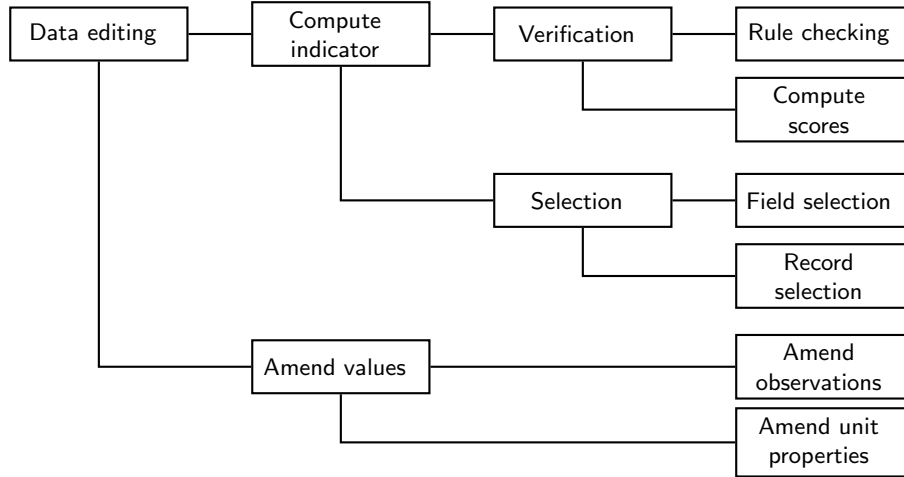 Data editing
Compute
indicator
Verification
Rule checking
Compute
scores
Selection
Field selection
Record
selection
Amend values
Amend
observations
Amend unit
properties